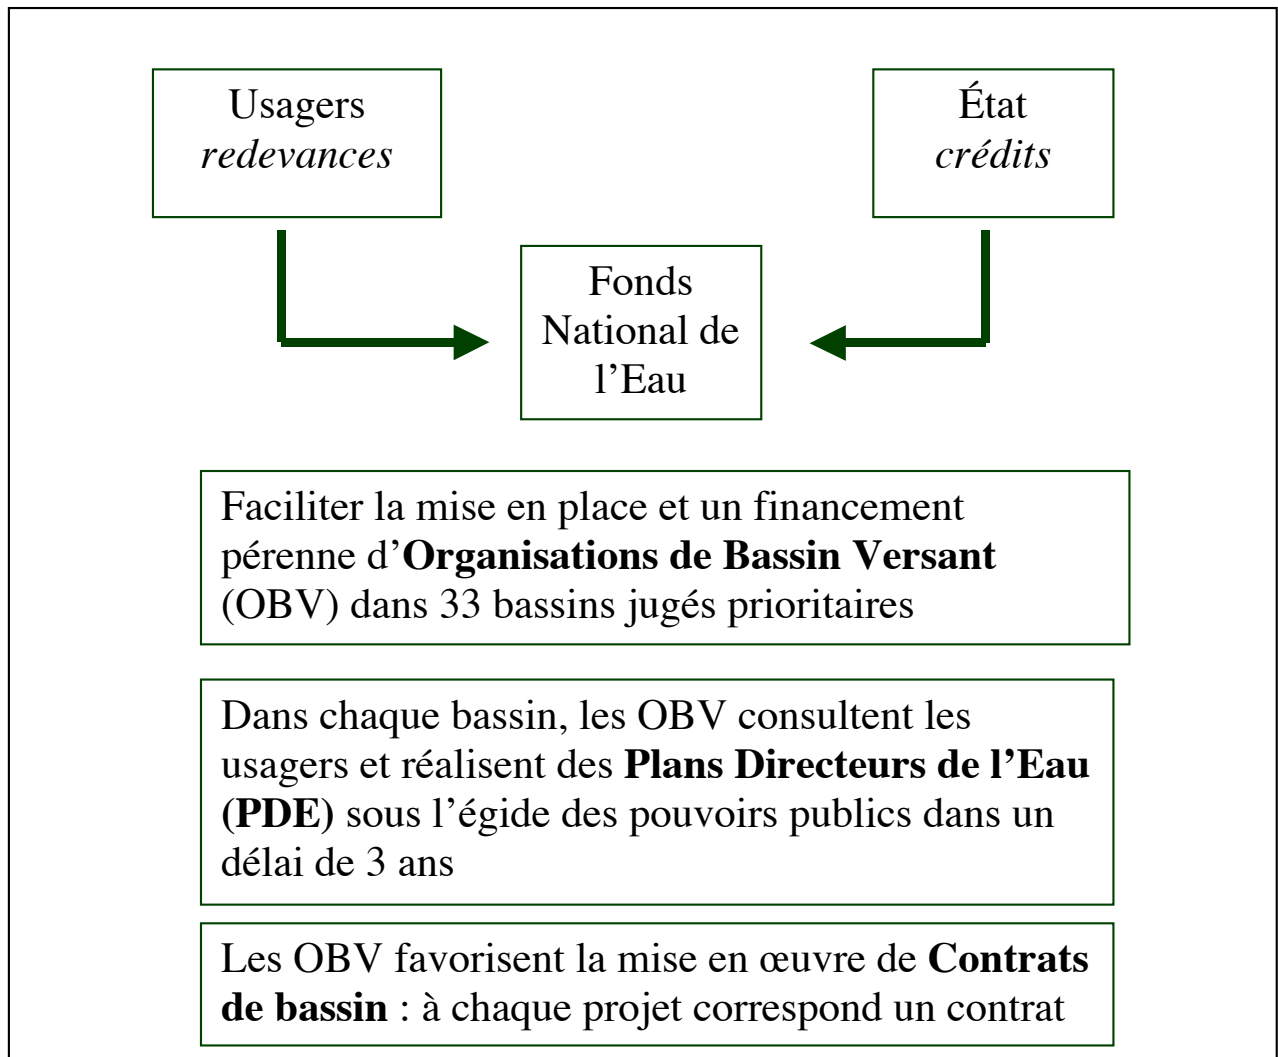 Usagers
redevances
État
crédits
Fonds
National de
l’Eau
Faciliter la mise en place et un financement
pérenne d’Organisations de Bassin Versant
(OBV) dans 33 bassins jugés prioritaires
Dans chaque bassin, les OBV consultent les
usagers et réalisent des Plans Directeurs de l’Eau
(PDE) sous l’égide des pouvoirs publics dans un
délai de 3 ans
Les OBV favorisent la mise en œuvre de Contrats
de bassin : à chaque projet correspond un contrat